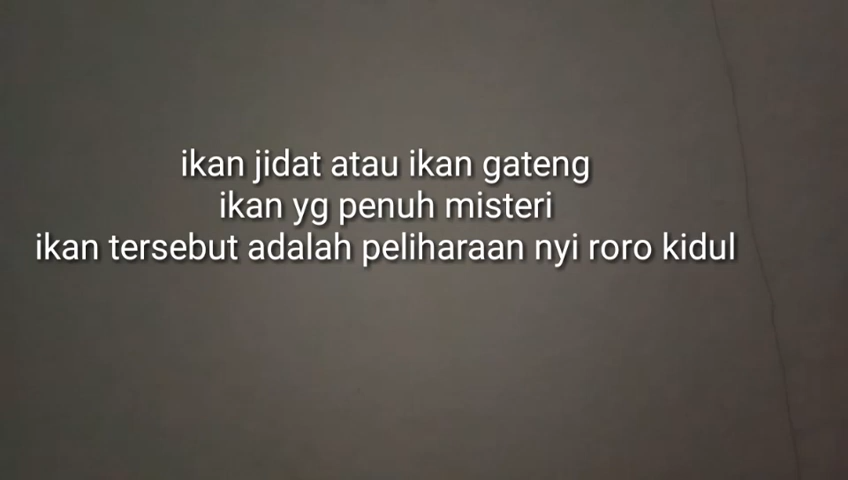 ikan jidat atau ikan gateng
ikan yg penuh misteri
ikan tersebut adalah peliharaan nyi roro kidul